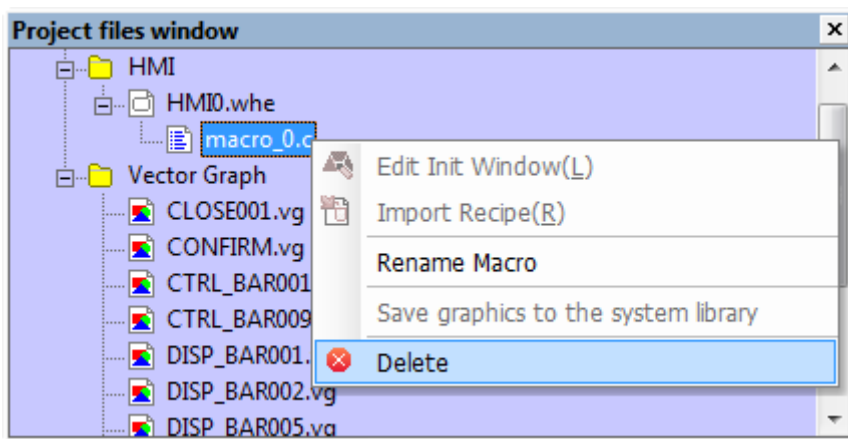 Project files window
HMI
HMI0.whe
macro_0.c
Vector Graph
CLOSE001.vg
CONFIRM.vg
CTRL_BAR001
CTRL_BAR009
DISP_BAR001.
DISP_BAR002.vg
DISP_BAR005.vg
Edit Init Window(L)
Import Recipe(R)
Rename Macro
Save graphics to the system library
Delete